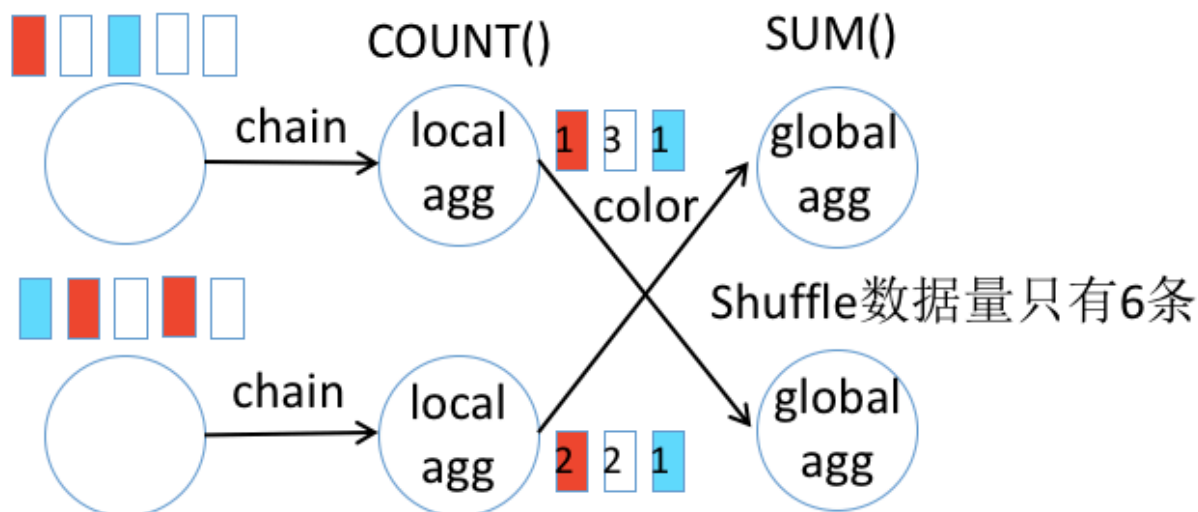 COUNT()
SUM()
chain
local
agg
1 3 1
global
agg
color
Shuffle数据量只有6条
chain
local
agg
2 2 1
global
agg